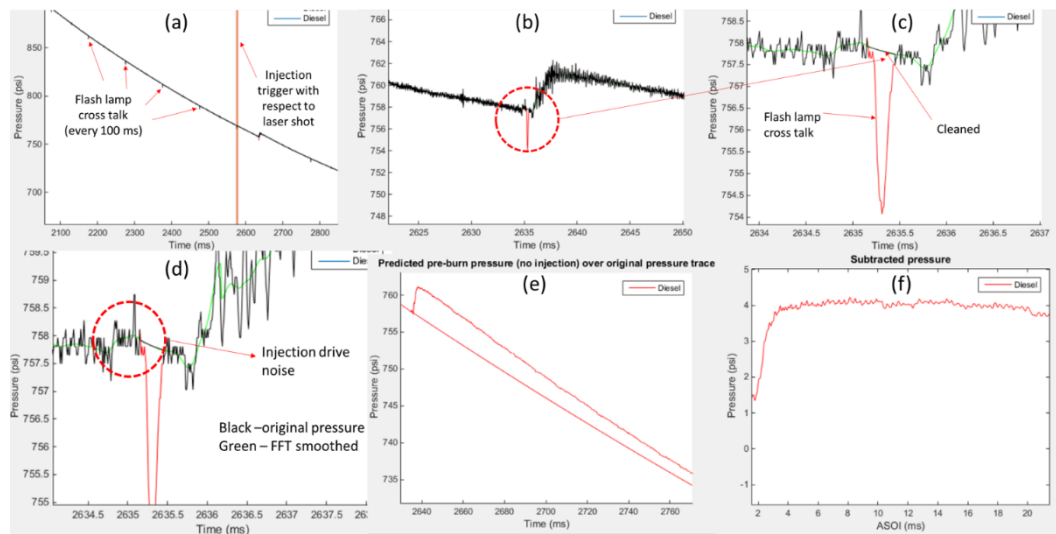 Diesel
(a)
Pressure (psi)
850
800
750
700
Flash lamp
cross talk
(every 100 ms)
Injection
trigger with
respect to
laser shot
2100 2200 2300 2400 2500 2600 2700 2800
Time (ms)
Diesel
(b)
Pressure (psi)
766
764
762
760
758
756
754
752
750
748
2625 2630 2635 2640 2645 2650
Time (ms)
Diesel
(c)
Pressure (psi)
758.5
758
757.5
757
756.5
756
755.5
755
754.5
754
Flash lamp
cross talk
Cleaned
2634 2634.5 2635 2635.5 2636 2636.5 2637
Time (ms)
Diesel
(d)
Pressure (psi)
759.5
759
758.5
758
757.5
757
756.5
756
755.5
755
Injection drive
noise
Black –original pressure
Green – FFT smoothed
2634.5 2635 2635.5 2636 2636.5 2637 2637.5
Time (ms)
Predicted pre-burn pressure (no injection) over original pressure trace
Diesel
(e)
Pressure (psi)
760
755
750
745
740
735
2640 2660 2680 2700 2720 2740 2760
Time (ms)
Subtracted pressure
Diesel
(f)
Pressure (psi)
5
4
3
2
1
0
-1
2 4 6 8 10 12 14 16 18 20
ASOI (ms)